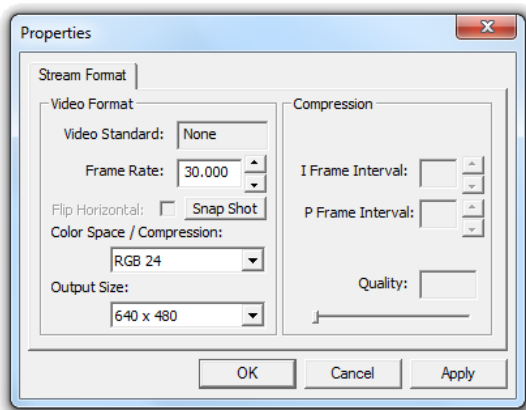 Properties
Stream Format
Video Format
Video Standard: None
Frame Rate: 30.000
Flip Horizontal: Snap Shot
Color Space / Compression:
RGB 24
Output Size:
640 x 480
Compression
I Frame Interval:
P Frame Interval:
Quality:
OK Cancel Apply